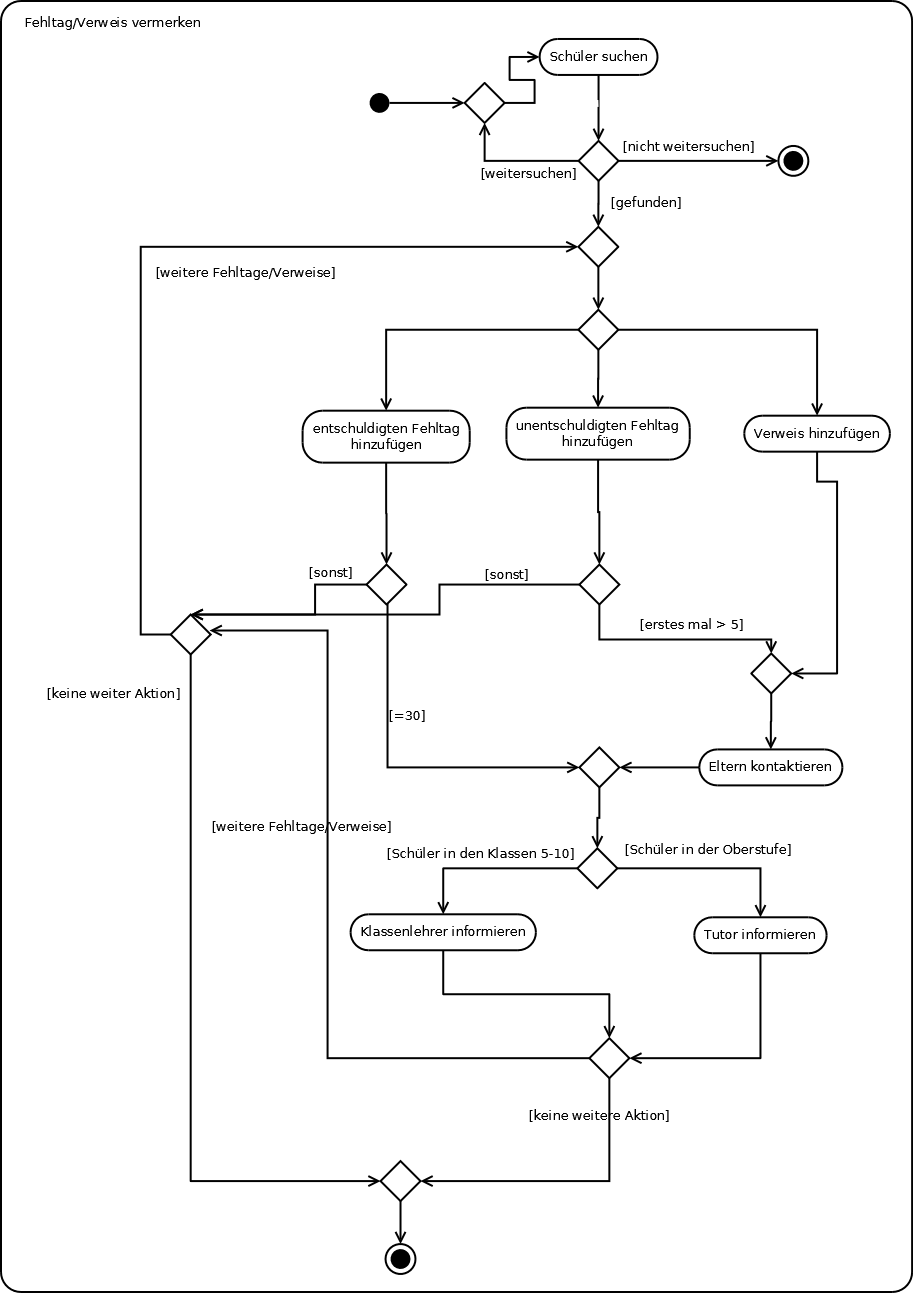 Fehltag/Verweis vermerken
Schüler suchen
[nicht weitersuchen]
[weitersuchen]
[gefunden]
[weitere Fehltage/Verweise]
entschuldigten Fehltag
hinzufügen
unentschuldigten Fehltag
hinzufügen
Verweis hinzufügen
[sonst]
[sonst]
[erstes mal > 5]
[keine weiter Aktion]
[=30]
Eltern kontaktieren
[weitere Fehltage/Verweise]
[Schüler in den Klassen 5-10]
[Schüler in der Oberstufe]
Klassenlehrer informieren
Tutor informieren
[keine weitere Aktion]